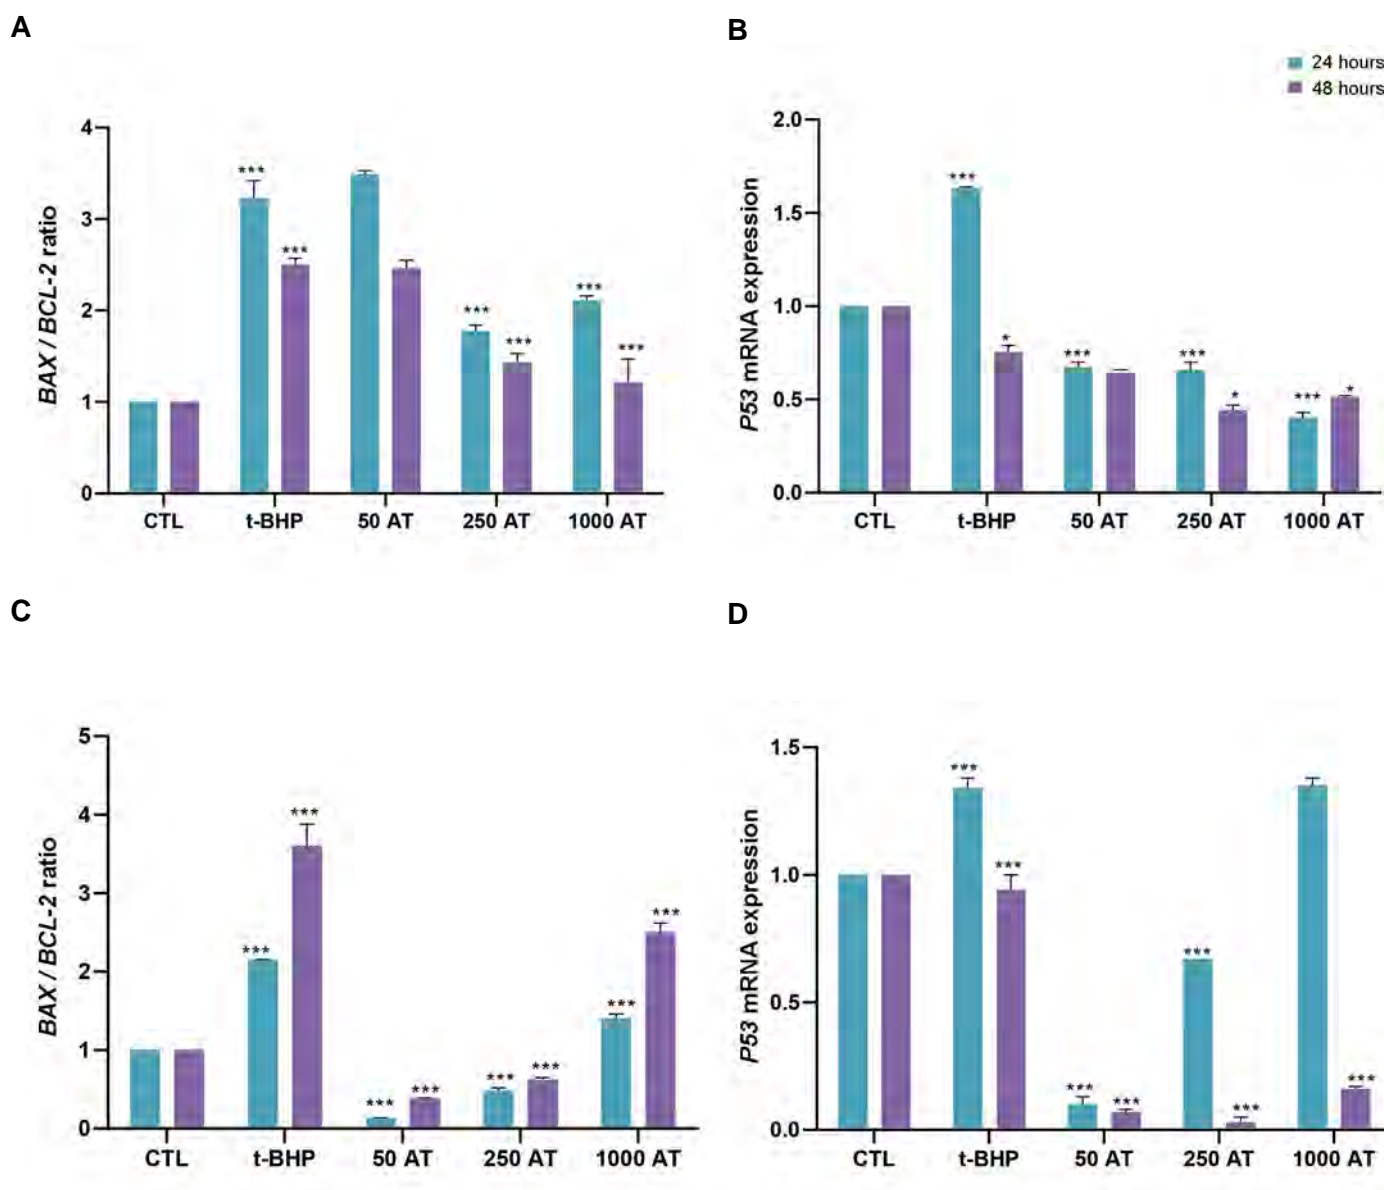 A
BAX / BCL-2 ratio
4
3
2
1
0
***
***
***
***
***
***
CTL
t-BHP
50 AT
250 AT
1000 AT
B
24 hours
48 hours
P53 mRNA expression
2.0
1.5
1.0
0.5
0.0
***
*
***
***
*
***
*
CTL
t-BHP
50 AT
250 AT
1000 AT
C
BAX / BCL-2 ratio
5
4
3
2
1
0
***
***
***
***
***
***
***
***
CTL
t-BHP
50 AT
250 AT
1000 AT
D
P53 mRNA expression
1.5
1.0
0.5
0.0
***
***
***
***
***
***
***
CTL
t-BHP
50 AT
250 AT
1000 AT